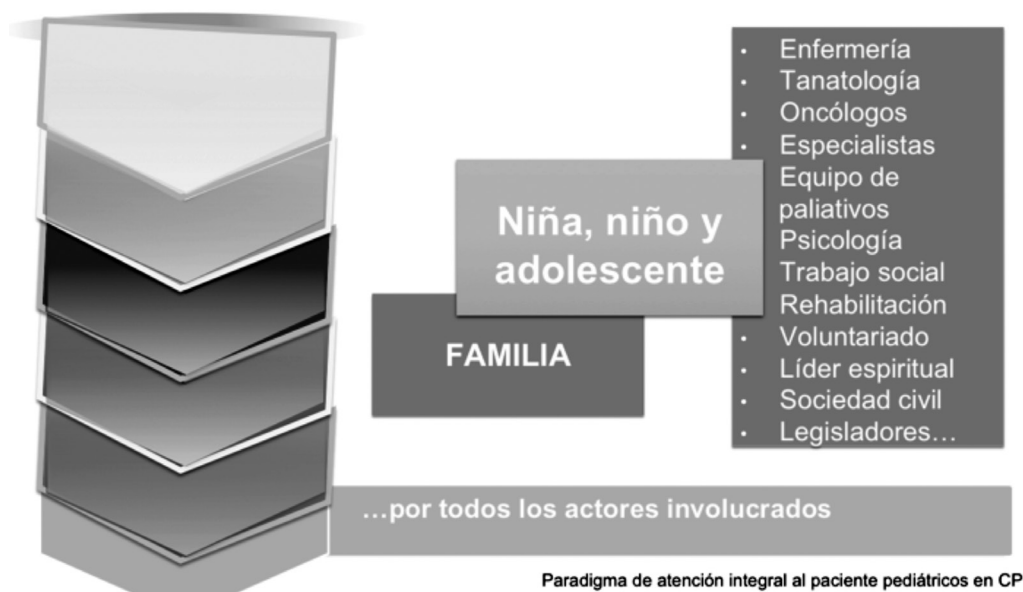 • Enfermería
• Tanatología
• Oncólogos
• Especialistas
• Equipo de
paliativos
Psicología
Trabajo social
Rehabilitación
• Voluntariado
• Líder espiritual
• Sociedad civil
• Legisladores…
Niña, niño y
adolescente
FAMILIA
…por todos los actores involucrados
Paradigma de atención integral al paciente pediátricos en CP